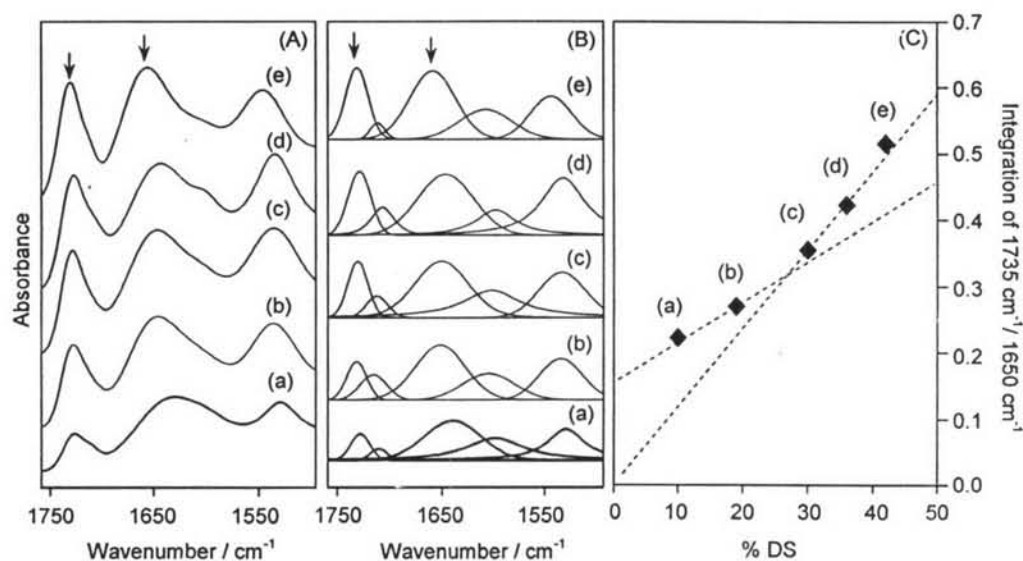 (A)
(e)
(d)
(c)
(b)
(a)
Absorbance
1750
1650
1550
Wavenumber / cm⁻¹
(B)
(e)
(d)
(c)
(b)
(a)
1750
1650
1550
Wavenumber / cm⁻¹
(C)
(e)
(d)
(c)
(b)
(a)
0.7
0.6
0.5
0.4
0.3
0.2
0.1
0.0
0
10
20
30
40
50
% DS
Integration of 1735 cm⁻¹/ 1650 cm⁻¹